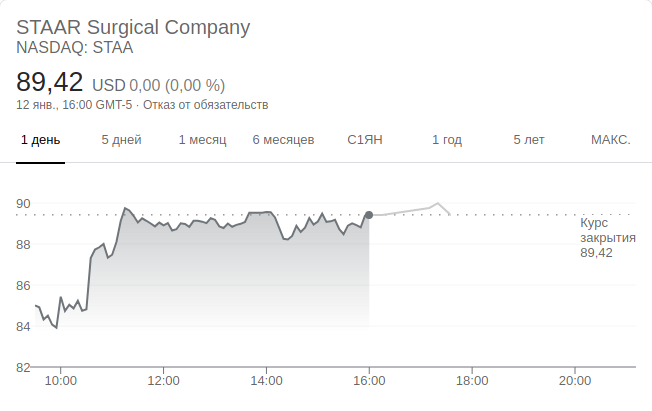 STAAR Surgical Company
NASDAQ: STAA
89,42 USD 0,00 (0,00 %)
12 янв., 16:00 GMT-5 · Отказ от обязательств
1 день 5 дней 1 месяц 6 месяцев С1ЯН 1 год 5 лет МАКС.
90
Курс
закрытия
89,42
88
86
84
82
10:00 12:00 14:00 16:00 18:00 20:00